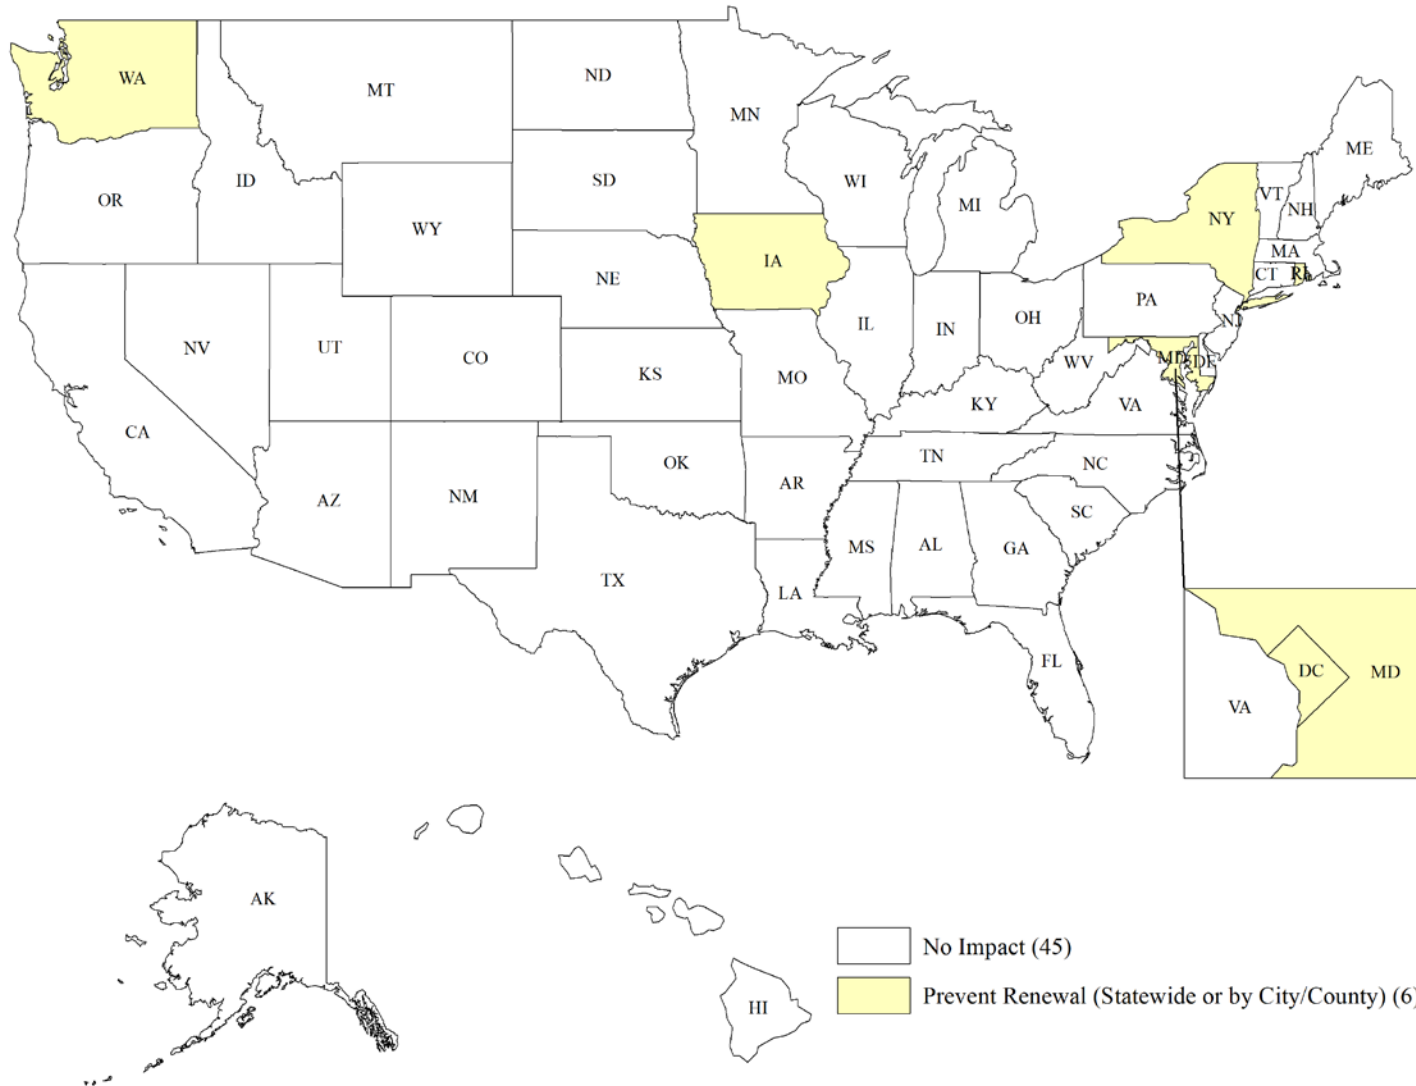 WA
MT
ND
MN
OR
ID
WY
SD
WI
MI
NY
VT
NH
ME
MA
CT
RI
NV
UT
CO
NE
IA
IL
IN
OH
PA
NJ
MD
DE
WV
VA
KS
MO
KY
CA
AZ
NM
OK
AR
TN
NC
SC
TX
LA
MS
AL
GA
FL
DC
MD
VA
AK
HI
No Impact (45)
Prevent Renewal (Statewide or by City/County) (6)